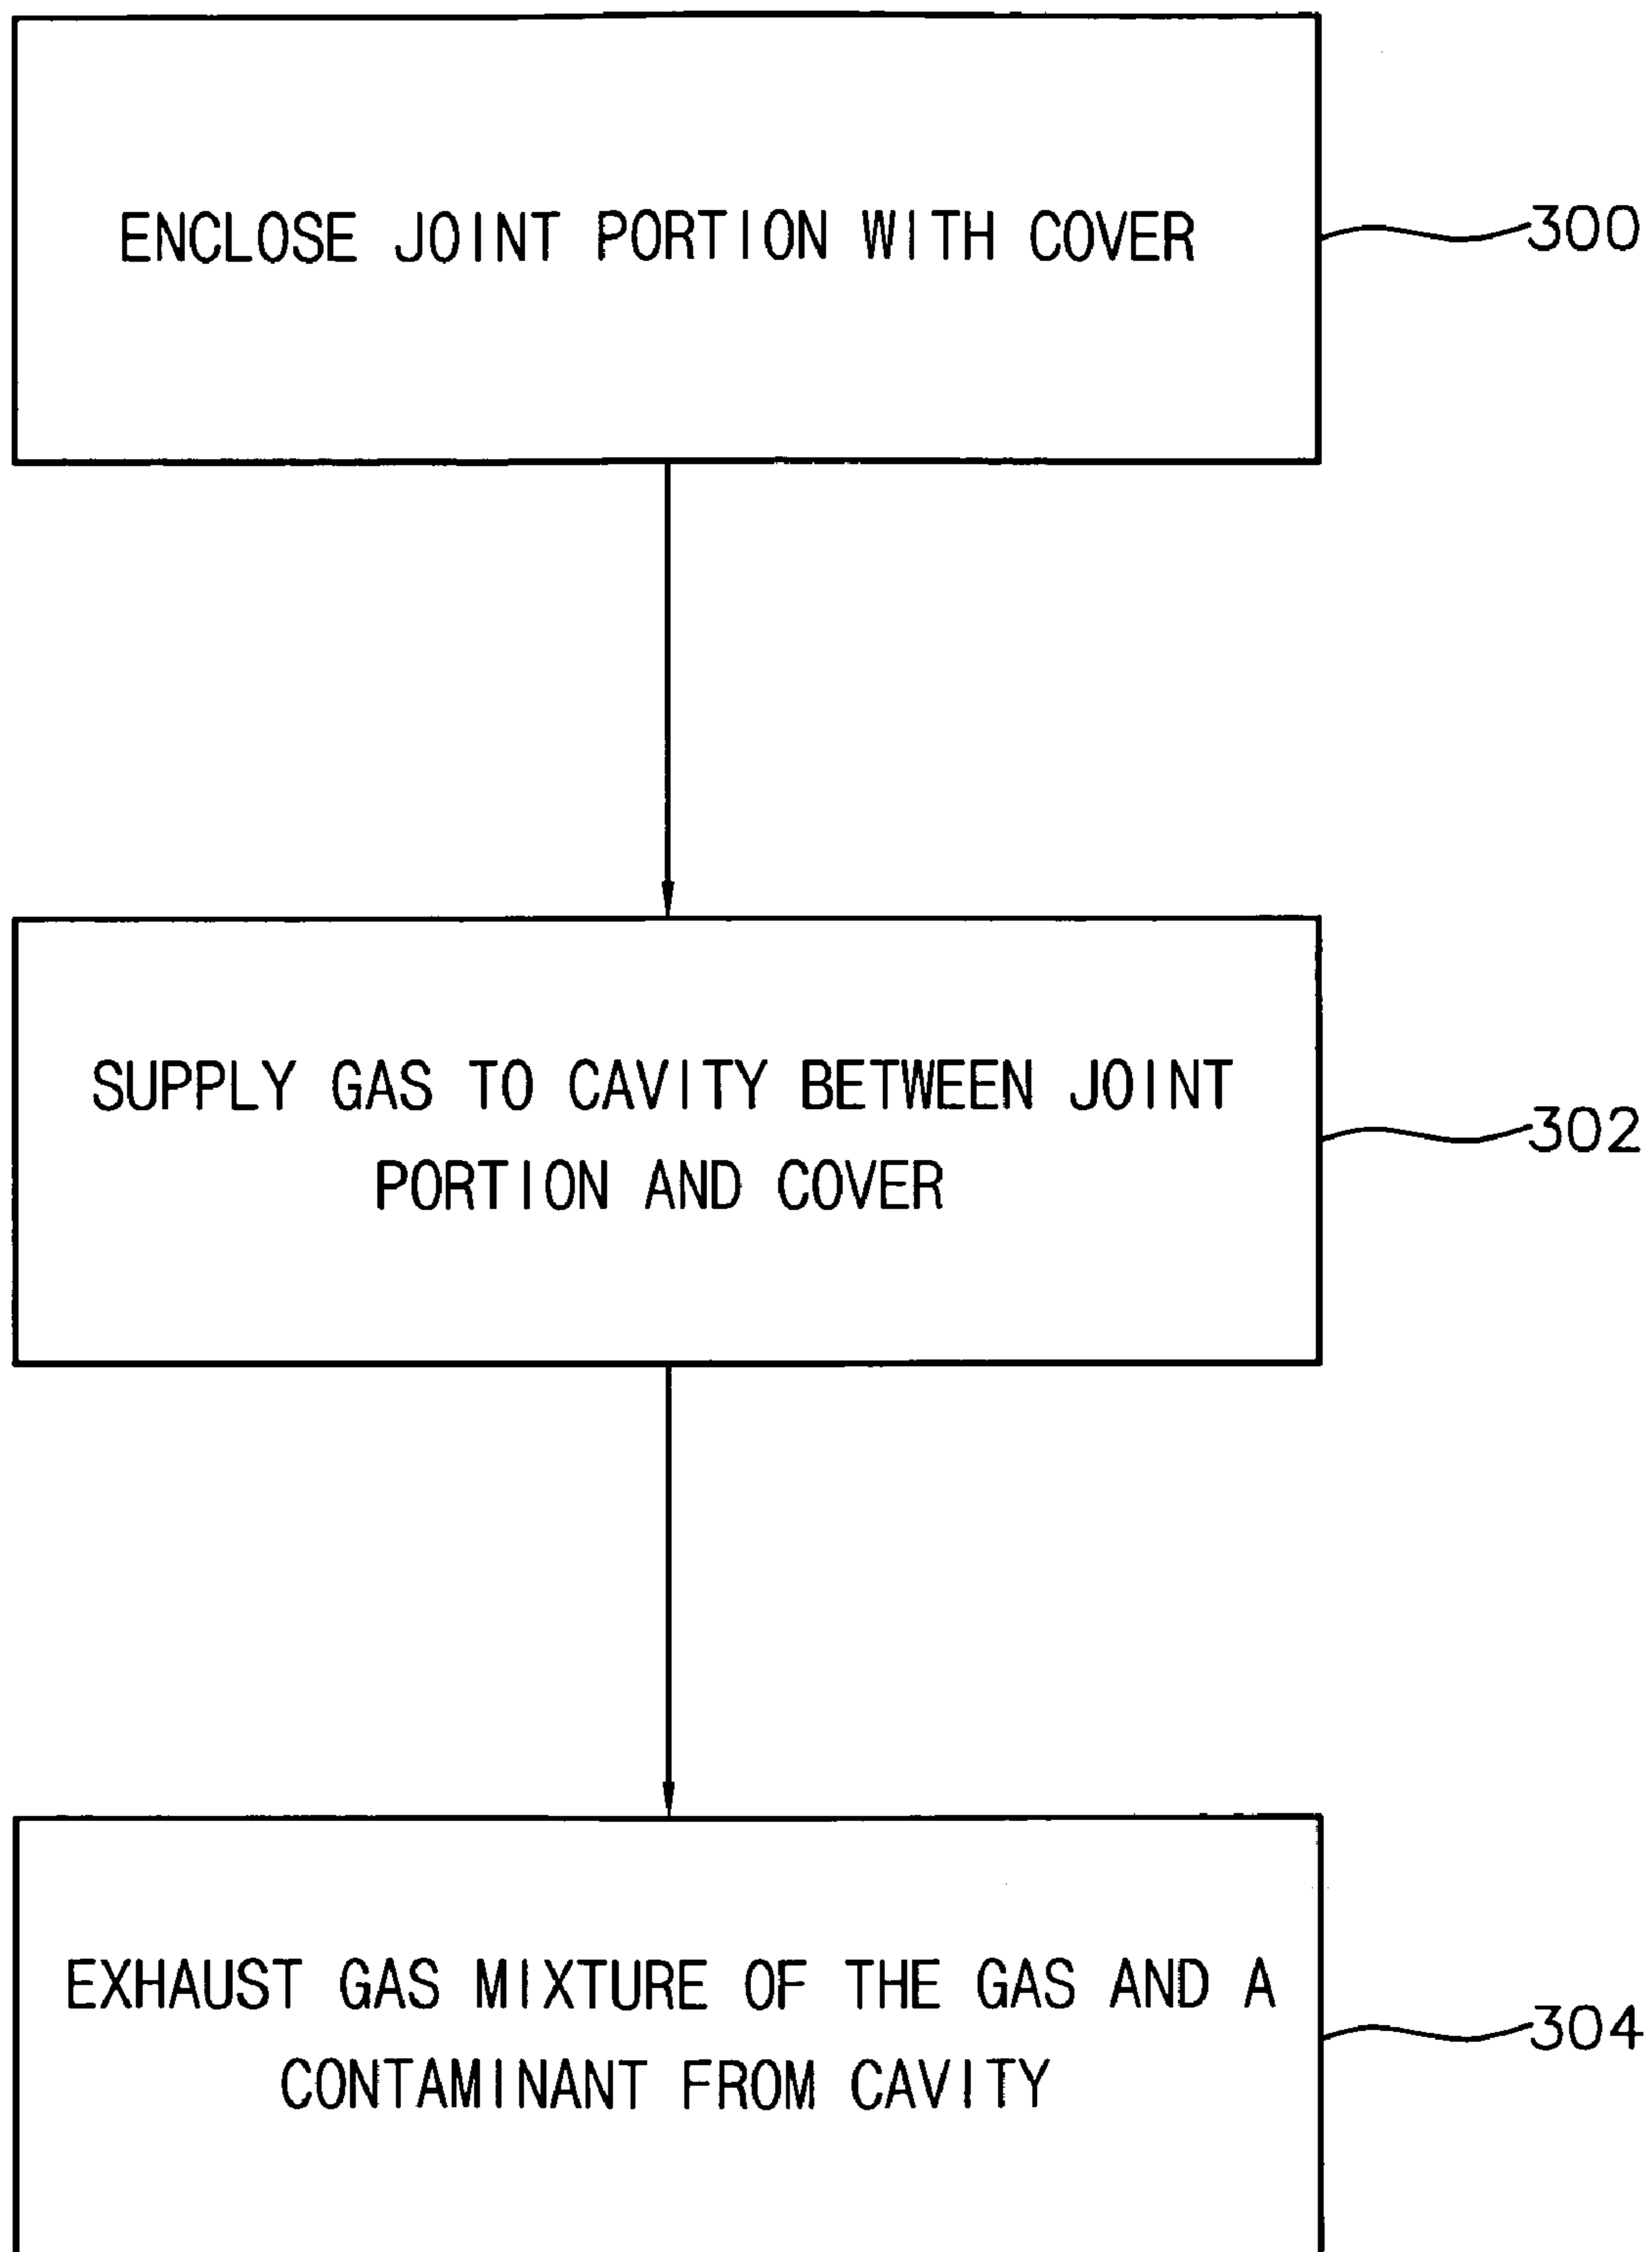 ENCLOSE JOINT PORTION WITH COVER
300
SUPPLY GAS TO CAVITY BETWEEN JOINT
PORTION AND COVER
302
EXHAUST GAS MIXTURE OF THE GAS AND A
CONTAMINANT FROM CAVITY
304